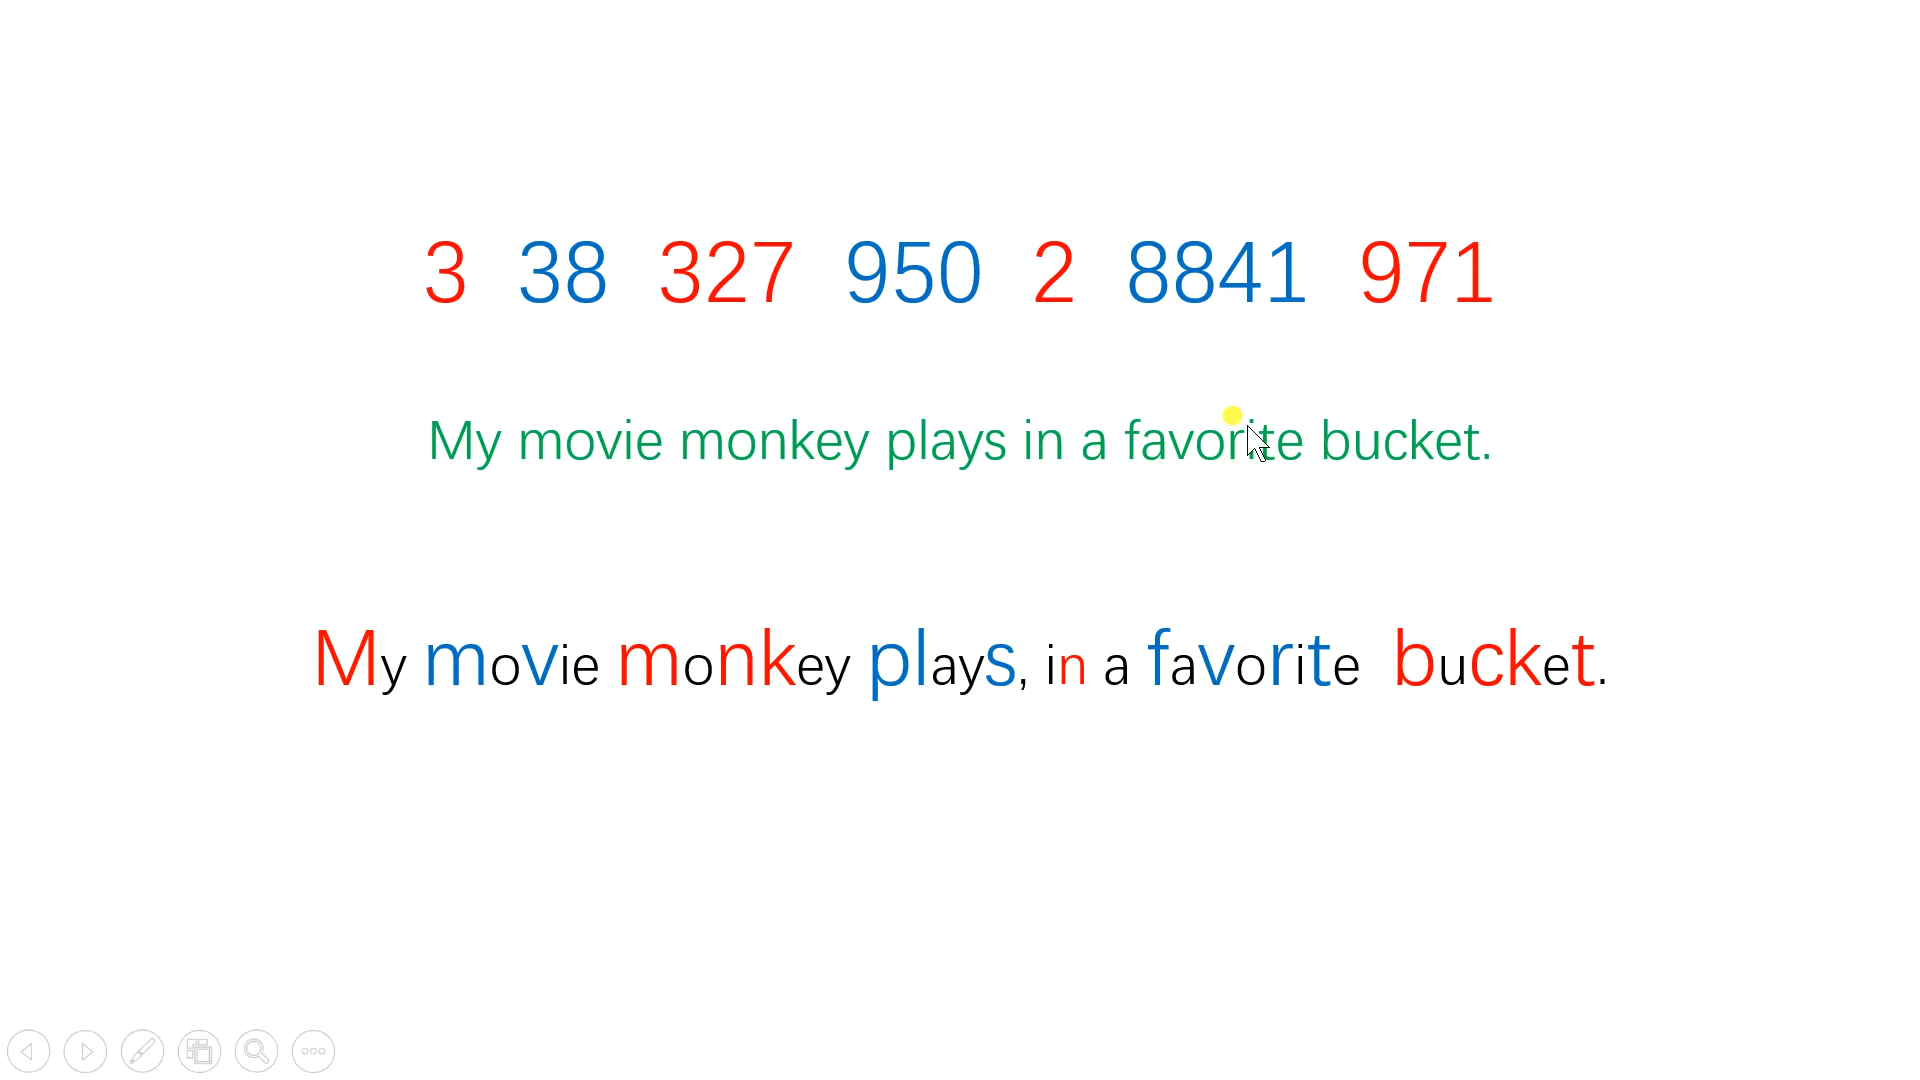 3 38 327 950 2 8841 971
My movie monkey plays in a favorite bucket.
My movie monkey plays, in a favorite bucket.